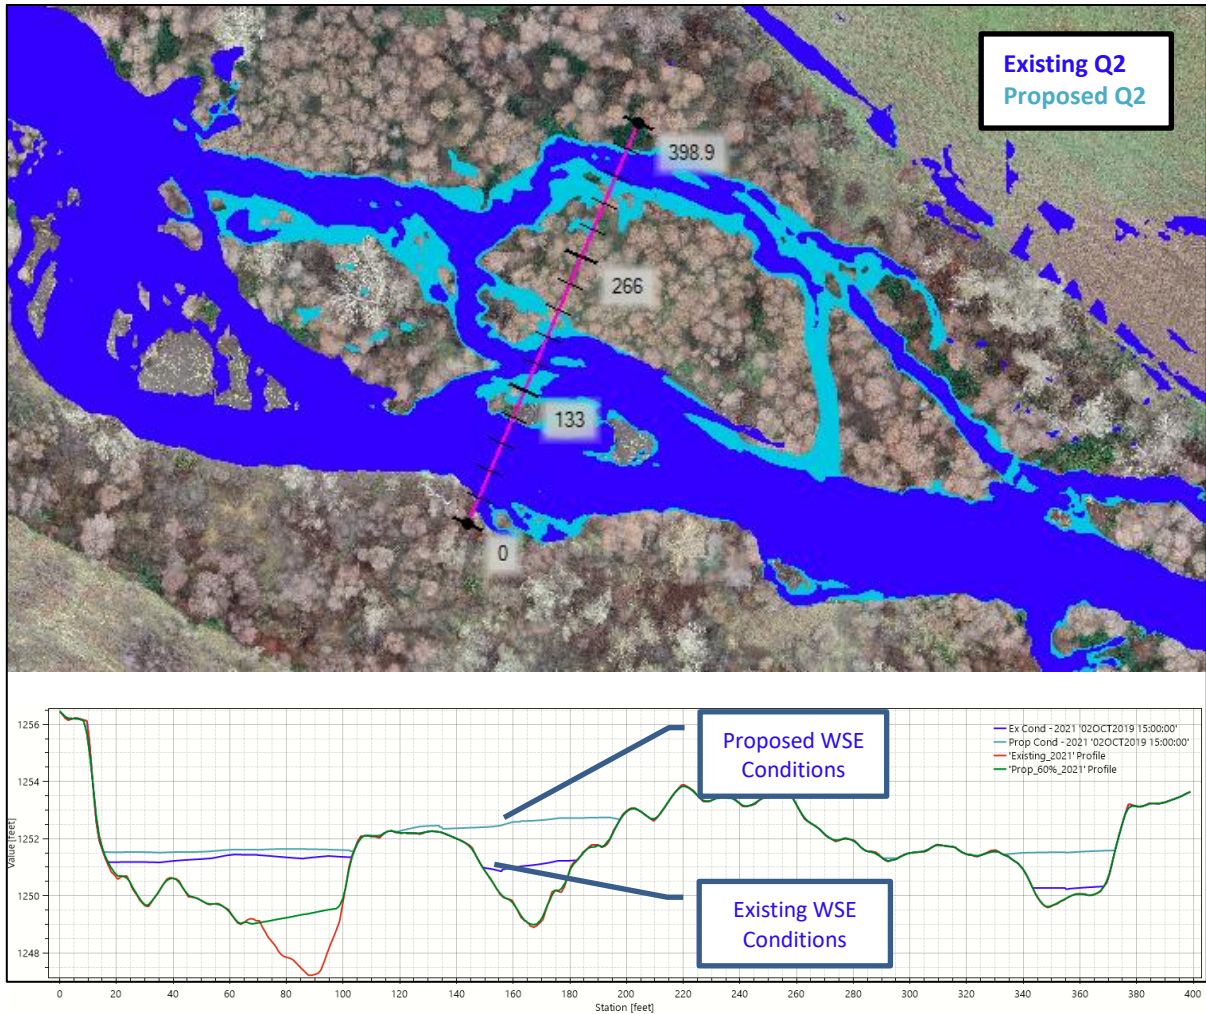 Existing Q2
Proposed Q2
398.9
266
133
0
Proposed WSE
Conditions
Ex Cond - 2021 '02OCT2019 15:00:00'
Prop Cond - 2021 '02OCT2019 15:00:00'
'Existing_2021' Profile
'Prop_60%_2021' Profile
Existing WSE
Conditions
Value [feet]
1256
1254
1252
1250
1248
0 20 40 60 80 100 120 140 160 180 200 220 240 260 280 300 320 340 360 380 400
Station [feet]